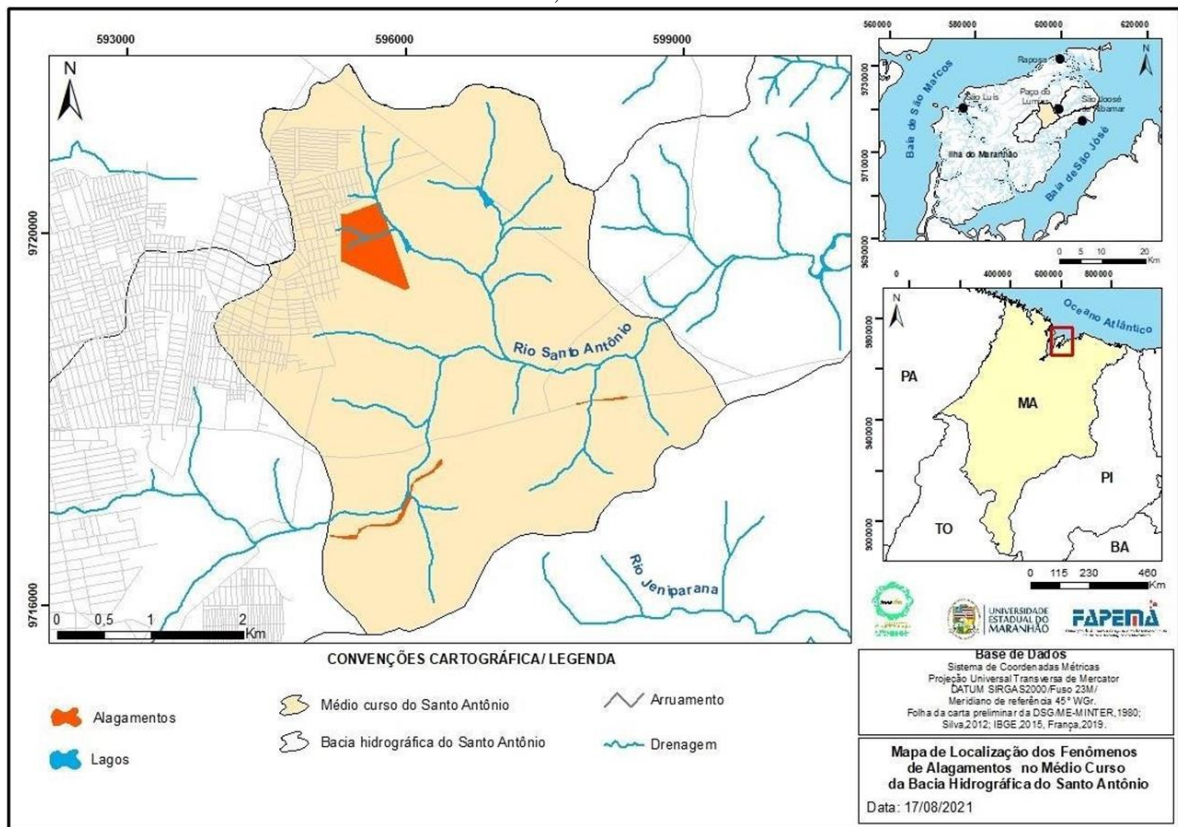 593000
596000
599000
N
9720000
9716000
Rio Santo Antônio
Rio Jeniparana
0 0,5 1 2
Km
560000
580000
600000
620000
9730000
9710000
9690000
N
Baia de São Marcos
Raposa
São Luís
Paço do
Lumiar
São Joosé
de Ribamar
Ilha do Maranhão
Baia de São José
0 5 10 20
Km
0
400000
600000
800000
N
Oceano Atlântico
PA
MA
PI
TO
BA
9400000
9000000
0 115 230 460
Km
UNIVERSIDADE
ESTADUAL DO
MARANHÃO
FAPEMA
CONVENÇÕES CARTOGRÁFICA/ LEGENDA
Alagamentos
Lagos
Médio curso do Santo Antônio
Bacia hidrográfica do Santo Antônio
Arruamento
Drenagem
Base de Dados
Sistema de Coordenadas Métricas
Projeção Universal Transversa de Mercator
DATUM SIRGAS2000/Fuso 23M/
Meridiano de referência 45° WGr.
Folha da carta preliminar da DSG/ME-MINTER,1980;
Silva,2012; IBGE,2015, França,2019.
Mapa de Localização dos Fenômenos
de Alagamentos no Médio Curso
da Bacia Hidrográfica do Santo Antônio
Data: 17/08/2021